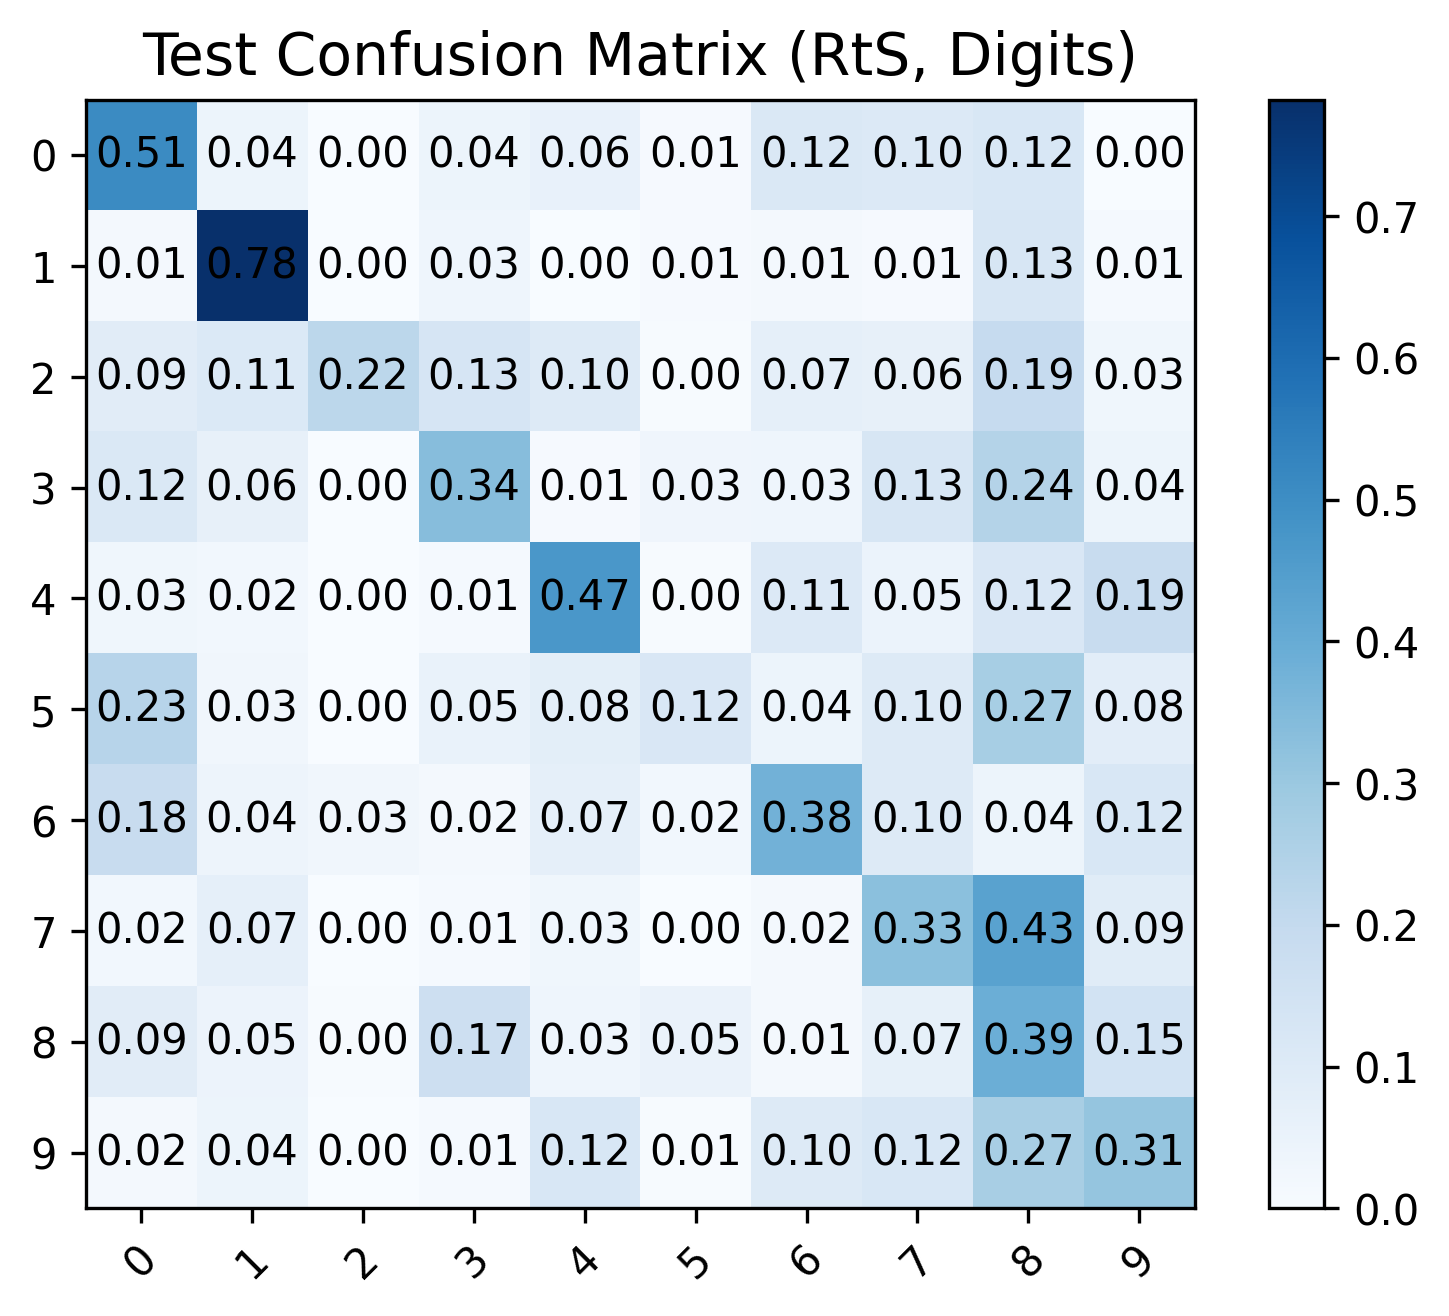 Test Confusion Matrix (RtS, Digits)
0 0.51 0.04 0.00 0.04 0.06 0.01 0.12 0.10 0.12 0.00
1 0.01 0.78 0.00 0.03 0.00 0.01 0.01 0.01 0.13 0.01
2 0.09 0.11 0.22 0.13 0.10 0.00 0.07 0.06 0.19 0.03
3 0.12 0.06 0.00 0.34 0.01 0.03 0.03 0.13 0.24 0.04
4 0.03 0.02 0.00 0.01 0.47 0.00 0.11 0.05 0.12 0.19
5 0.23 0.03 0.00 0.05 0.08 0.12 0.04 0.10 0.27 0.08
6 0.18 0.04 0.03 0.02 0.07 0.02 0.38 0.10 0.04 0.12
7 0.02 0.07 0.00 0.01 0.03 0.00 0.02 0.33 0.43 0.09
8 0.09 0.05 0.00 0.17 0.03 0.05 0.01 0.07 0.39 0.15
9 0.02 0.04 0.00 0.01 0.12 0.01 0.10 0.12 0.27 0.31
0 1 2 3 4 5 6 7 8 9
0.7
0.6
0.5
0.4
0.3
0.2
0.1
0.0